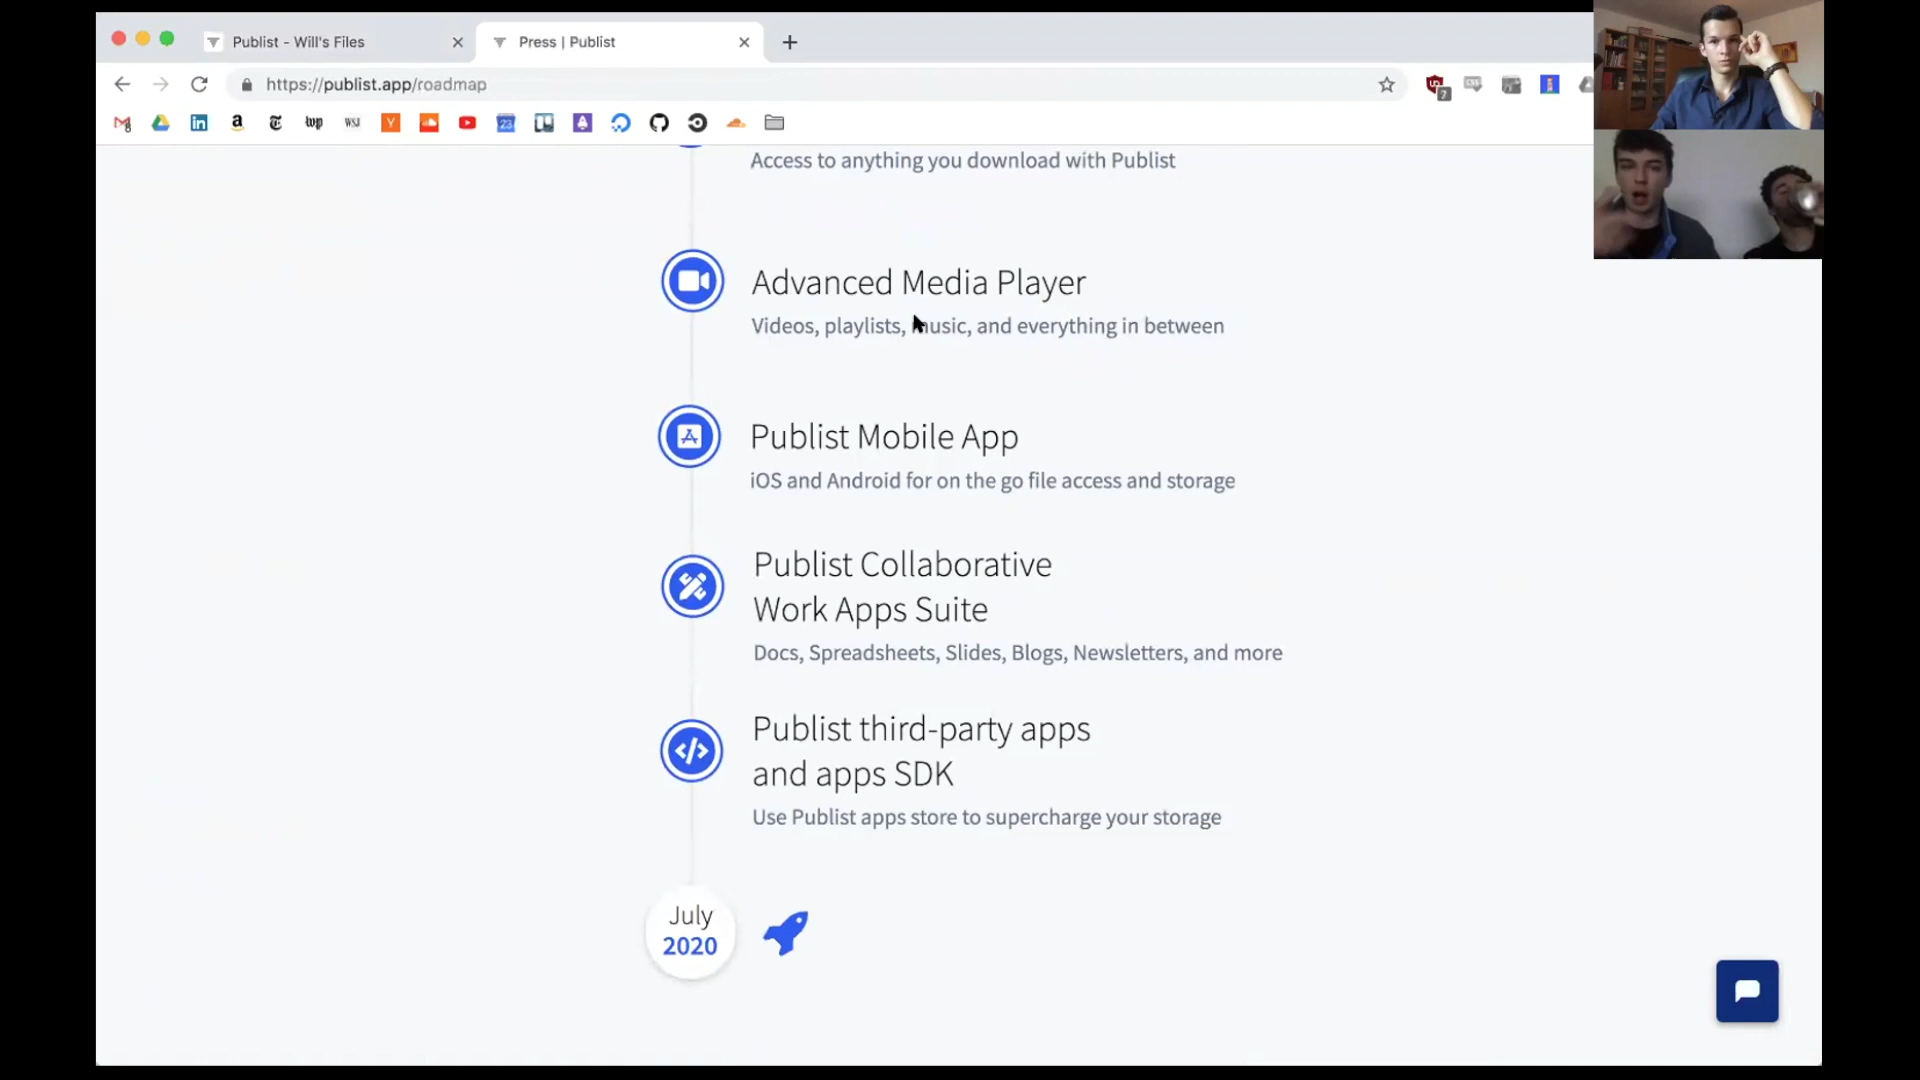 Publist - Will's Files
Press | Publist
https://publist.app/roadmap
Access to anything you download with Publist
Advanced Media Player
Videos, playlists, music, and everything in between
Publist Mobile App
iOS and Android for on the go file access and storage
Publist Collaborative
Work Apps Suite
Docs, Spreadsheets, Slides, Blogs, Newsletters, and more
Publist third-party apps
and apps SDK
Use Publist apps store to supercharge your storage
July
2020